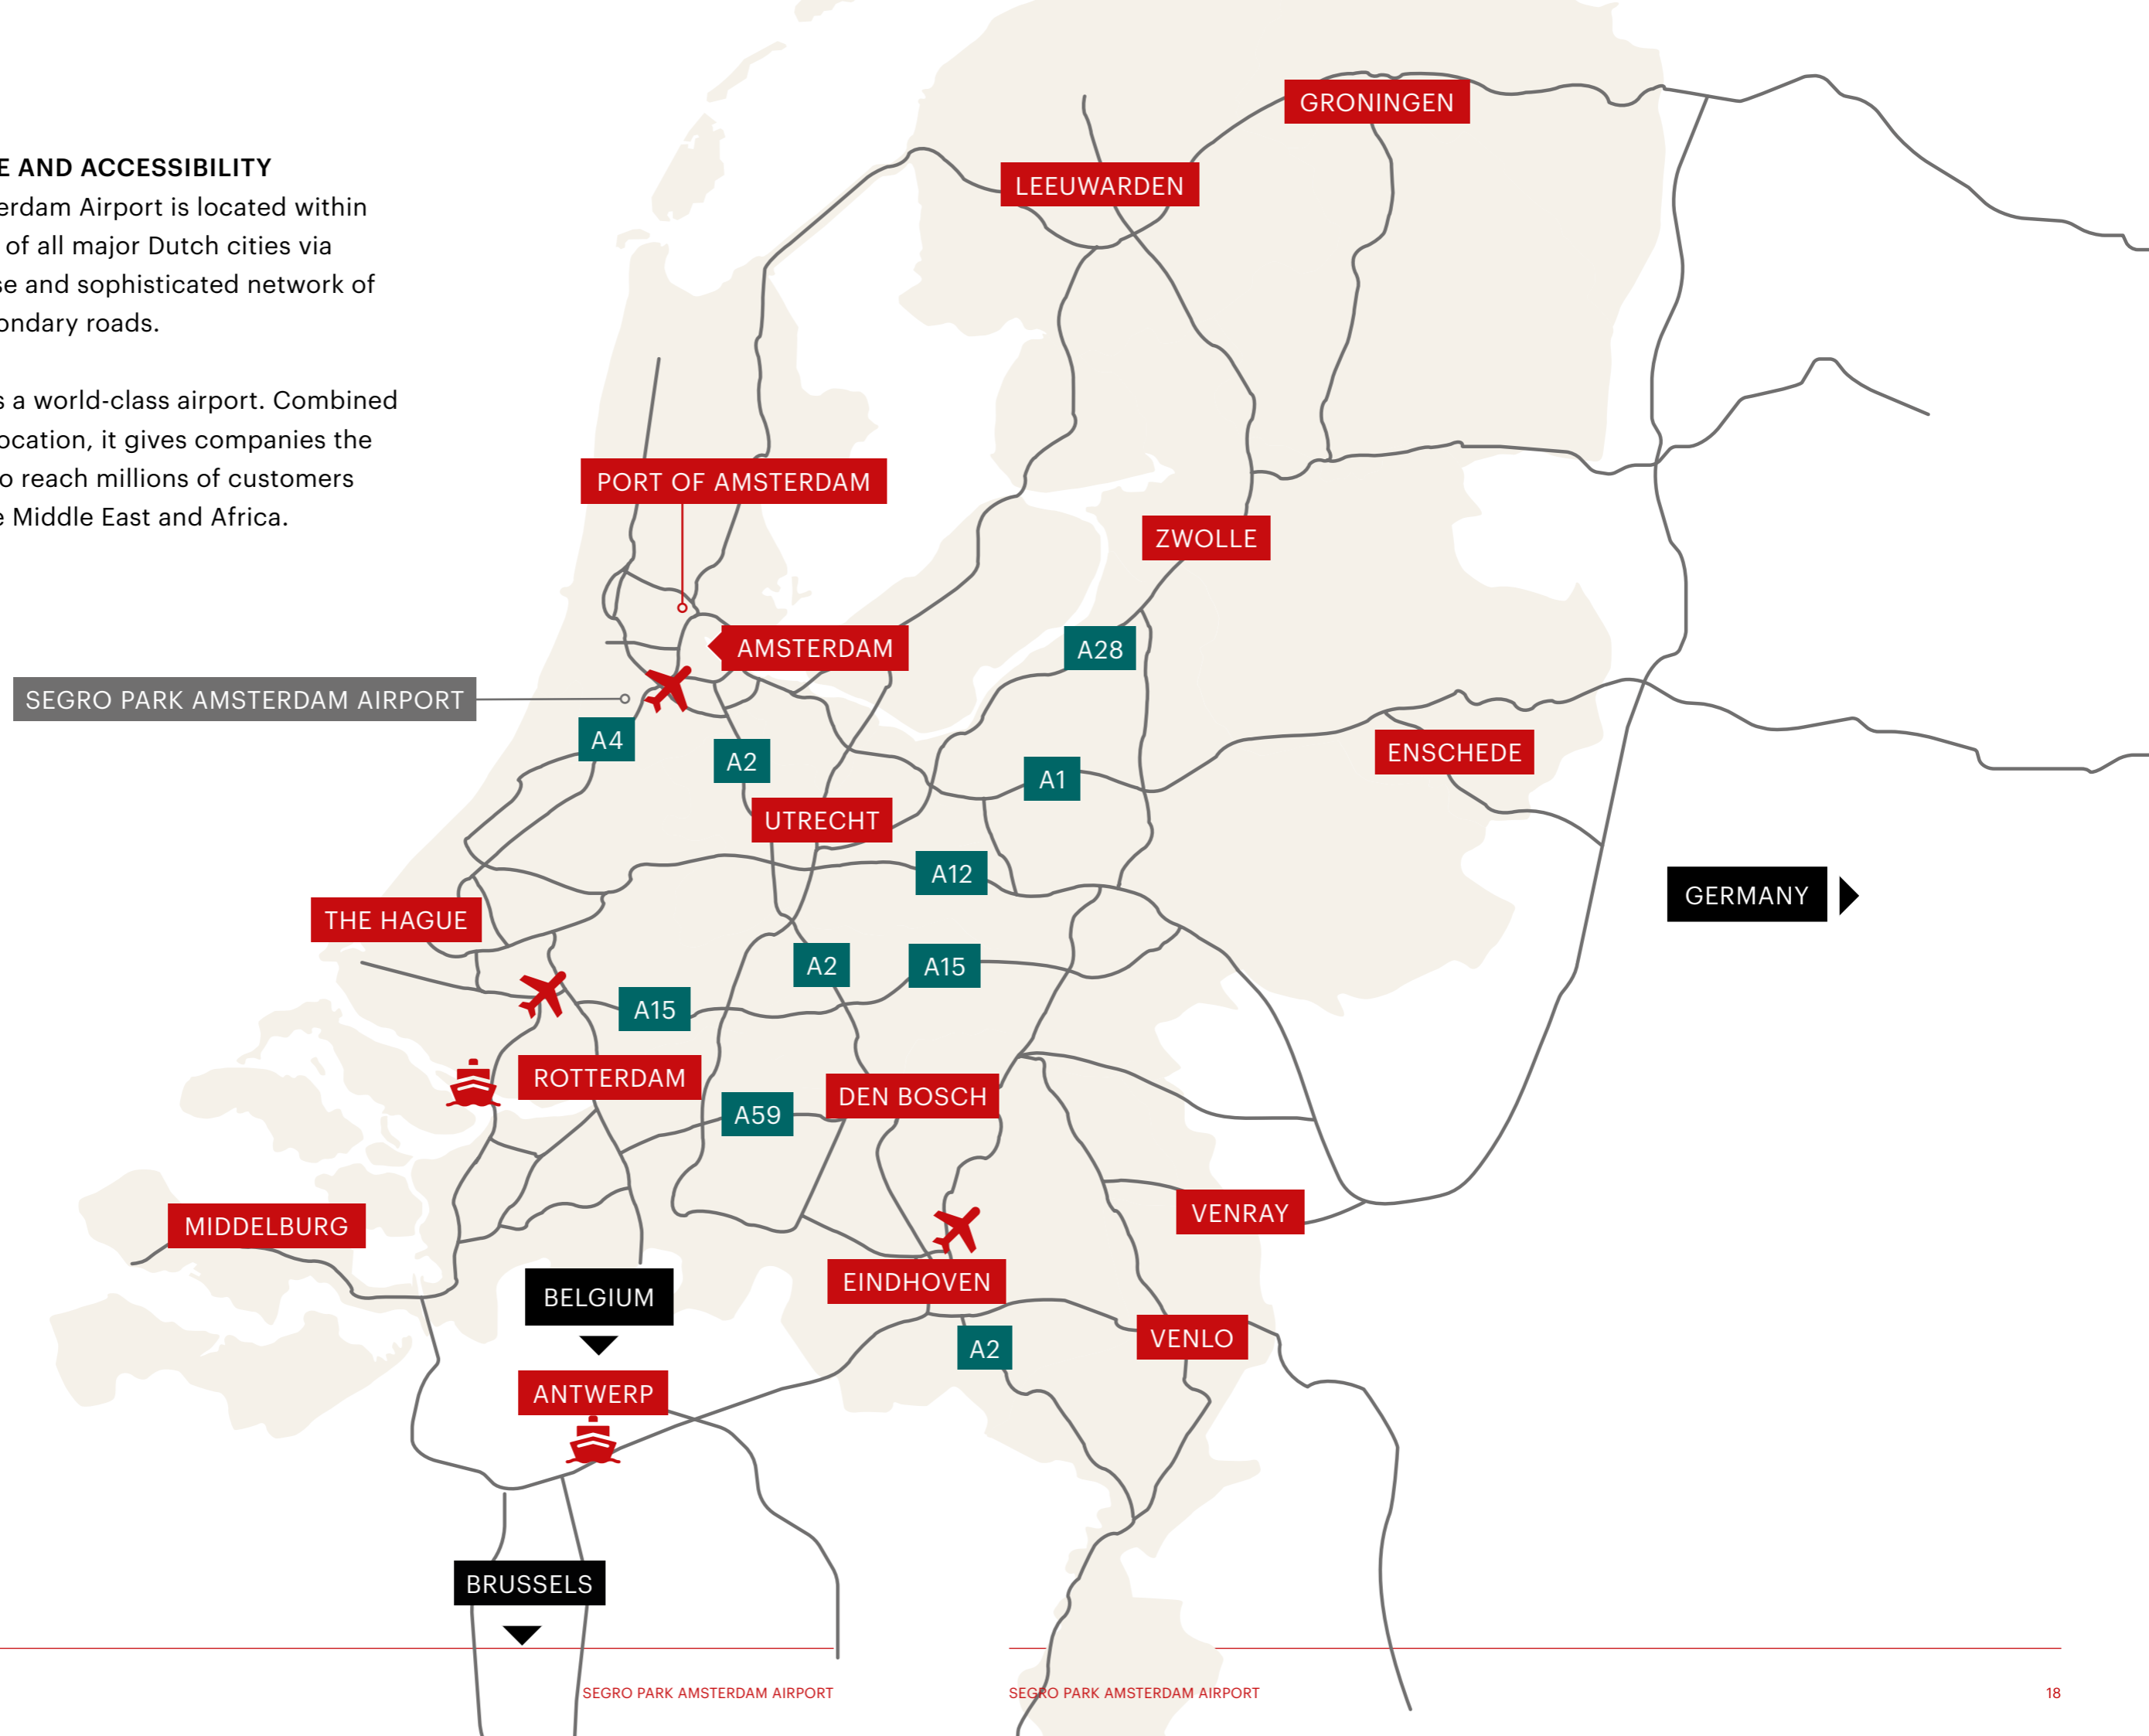 E AND ACCESSIBILITY
erdam Airport is located within
of all major Dutch cities via
se and sophisticated network of
ondary roads.
s a world-class airport. Combined
ocation, it gives companies the
o reach millions of customers
e Middle East and Africa.
GRONINGEN
LEEUWARDEN
PORT OF AMSTERDAM
ZWOLLE
AMSTERDAM
A28
SEGRO PARK AMSTERDAM AIRPORT
A4
A2
ENSCHEDE
A1
UTRECHT
A12
GERMANY
THE HAGUE
A2
A15
A15
ROTTERDAM
DEN BOSCH
A59
VENRAY
MIDDELBURG
EINDHOVEN
BELGIUM
VENLO
A2
ANTWERP
BRUSSELS
SEGRO PARK AMSTERDAM AIRPORT
SEGRO PARK AMSTERDAM AIRPORT
18